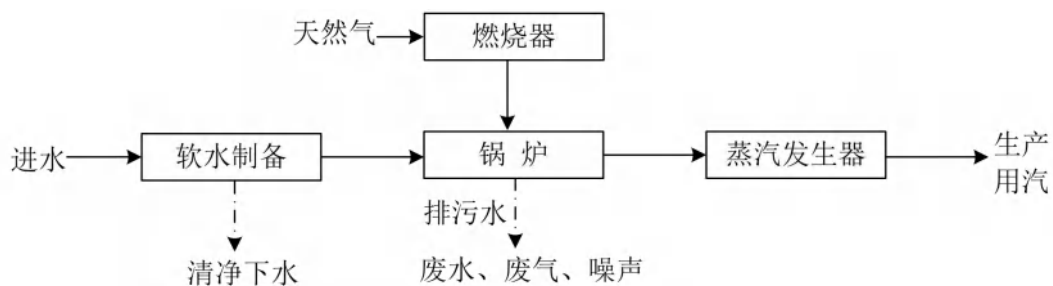 天然气
燃烧器
进水
软水制备
锅 炉
蒸汽发生器
生产
用汽
排污水
清净下水
废水、废气、噪声